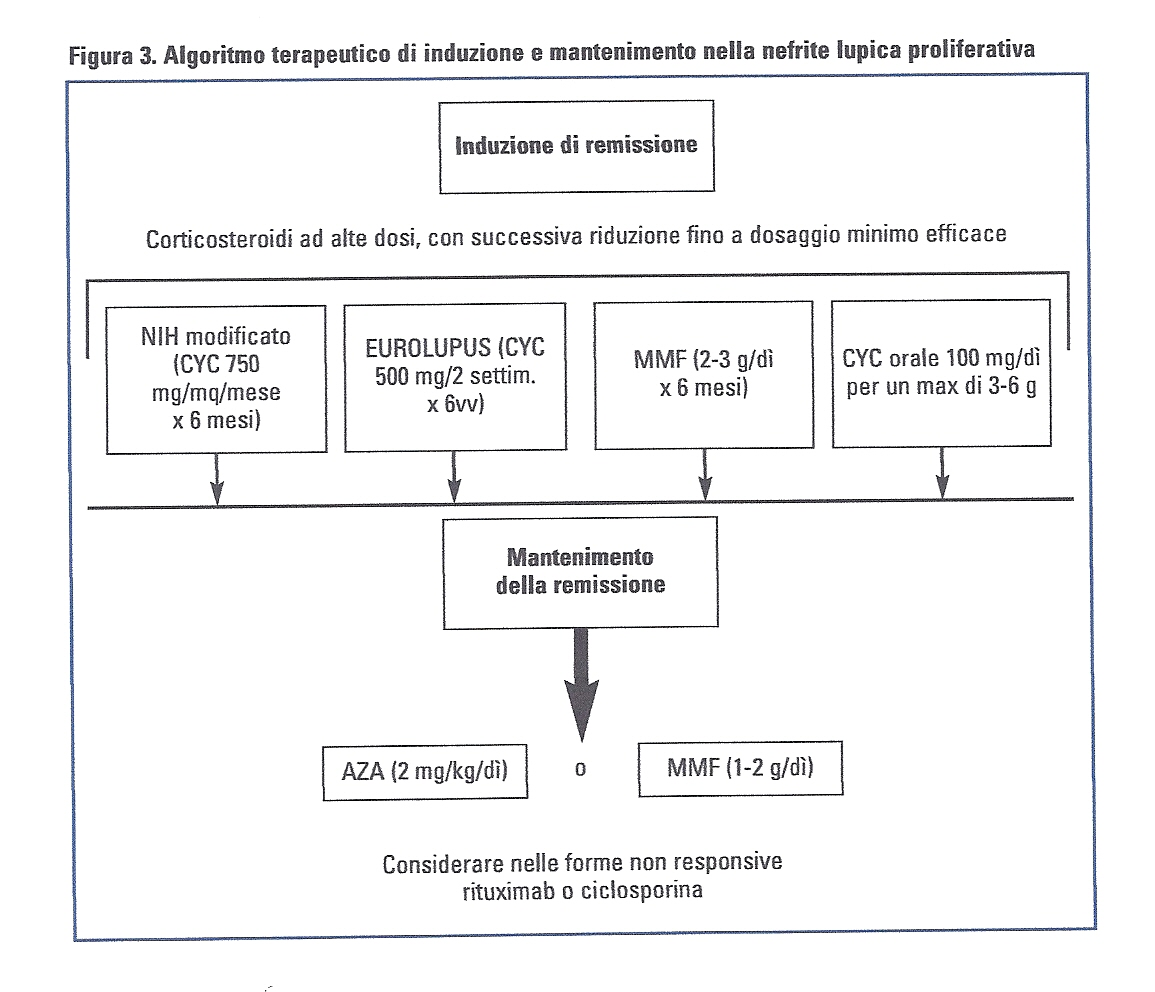 Figura 3. Algoritmo terapeutico di induzione e mantenimento nella nefrite lupica proliferativa
Induzione di remissione
Corticosteroidi ad alte dosi, con successiva riduzione fino a dosaggio minimo efficace
NIH modificato
(CYC 750
mg/mq/mese
x 6 mesi)
EUROLUPUS (CYC
500 mg/2 settim.
x 6vv)
MMF (2-3 g/dì
x 6 mesi)
CYC orale 100 mg/dì
per un max di 3-6 g
Mantenimento
della remissione
AZA (2 mg/kg/dì)
o
MMF (1-2 g/dì)
Considerare nelle forme non responsive
rituximab o ciclosporina